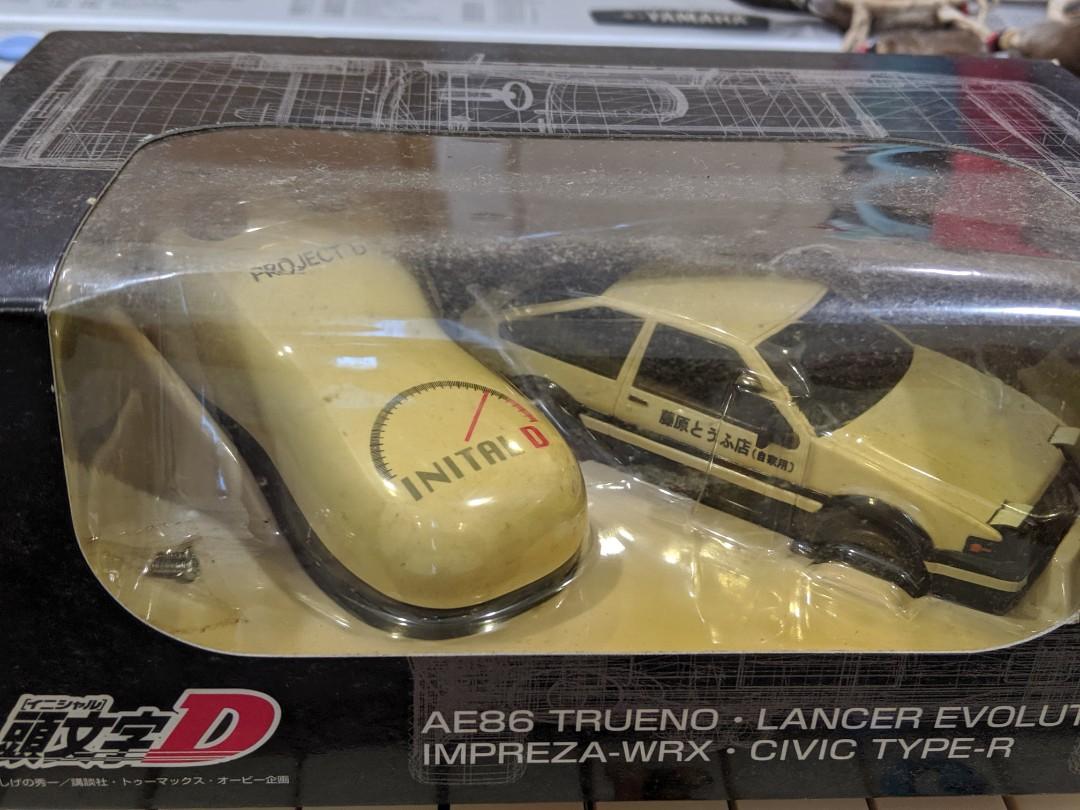 YAMAHA
PROJECT D
INITAL D
藤原とうふ店(自家用)
[イニシャル]
頭文字D
しげの秀一/講談社・トゥーマックス・オービー企画
AE86 TRUENO・LANCER EVOLUT
IMPREZA-WRX・CIVIC TYPE-R